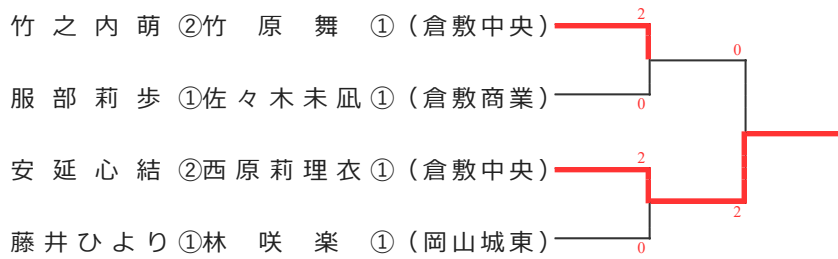 竹之内萌②竹原舞①(倉敷中央) 2
0
服部莉歩①佐々木未凪①(倉敷商業) 0
安延心結②西原莉理衣①(倉敷中央) 2
2
藤井ひより①林咲楽①(岡山城東) 0